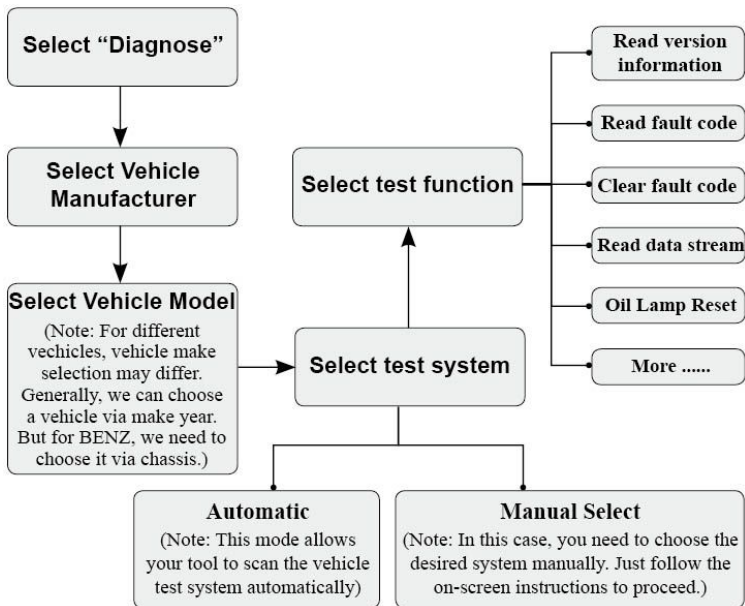 Select “Diagnose”
Select Vehicle
Manufacturer
Select Vehicle Model
(Note: For different
vechicles, vehicle make
selection may differ.
Generally, we can choose
a vehicle via make year.
But for BENZ, we need to
choose it via chassis.)
Select test system
Select test function
Read version
information
Read fault code
Clear fault code
Read data stream
Oil Lamp Reset
More ......
Automatic
(Note: This mode allows
your tool to scan the vehicle
test system automatically)
Manual Select
(Note: In this case, you need to choose the
desired system manually. Just follow the
on-screen instructions to proceed.)